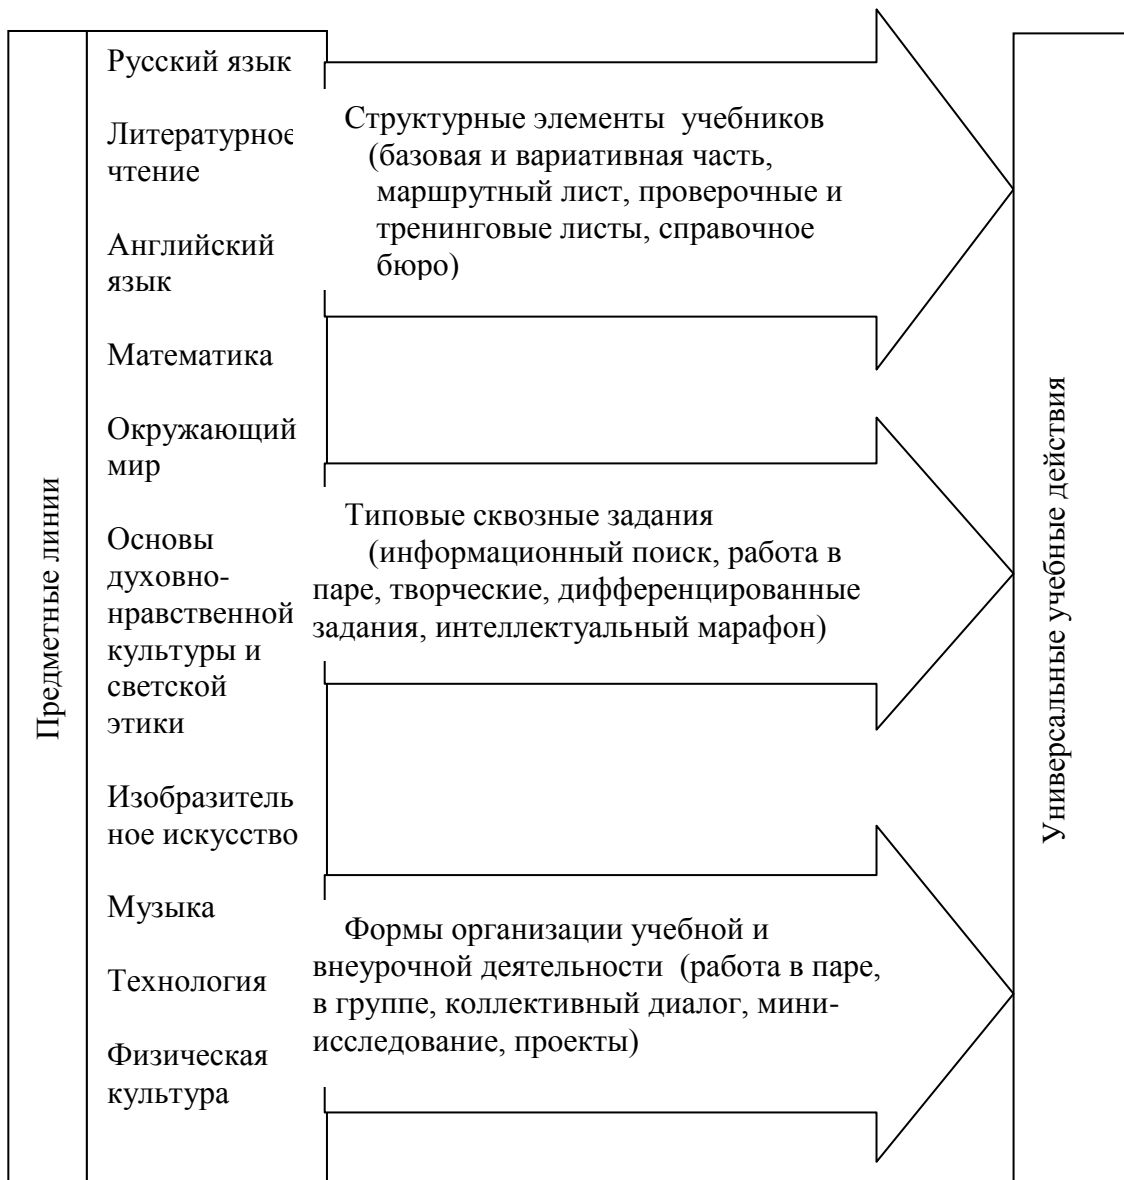 Предметные линии
Русский язык
Литературное
чтение
Английский
язык
Математика
Окружающий
мир
Основы
духовно-
нравственной
культуры и
светской
этики
Изобразитель
ное искусство
Музыка
Технология
Физическая
культура
Структурные элементы учебников
(базовая и вариативная часть,
маршрутный лист, проверочные и
тренинговые листы, справочное
бюро)
Типовые сквозные задания
(информационный поиск, работа в
паре, творческие, дифференцированные
задания, интеллектуальный марафон)
Формы организации учебной и
внеурочной деятельности (работа в паре,
в группе, коллективный диалог, мини-
исследование, проекты)
Универсальные учебные действия